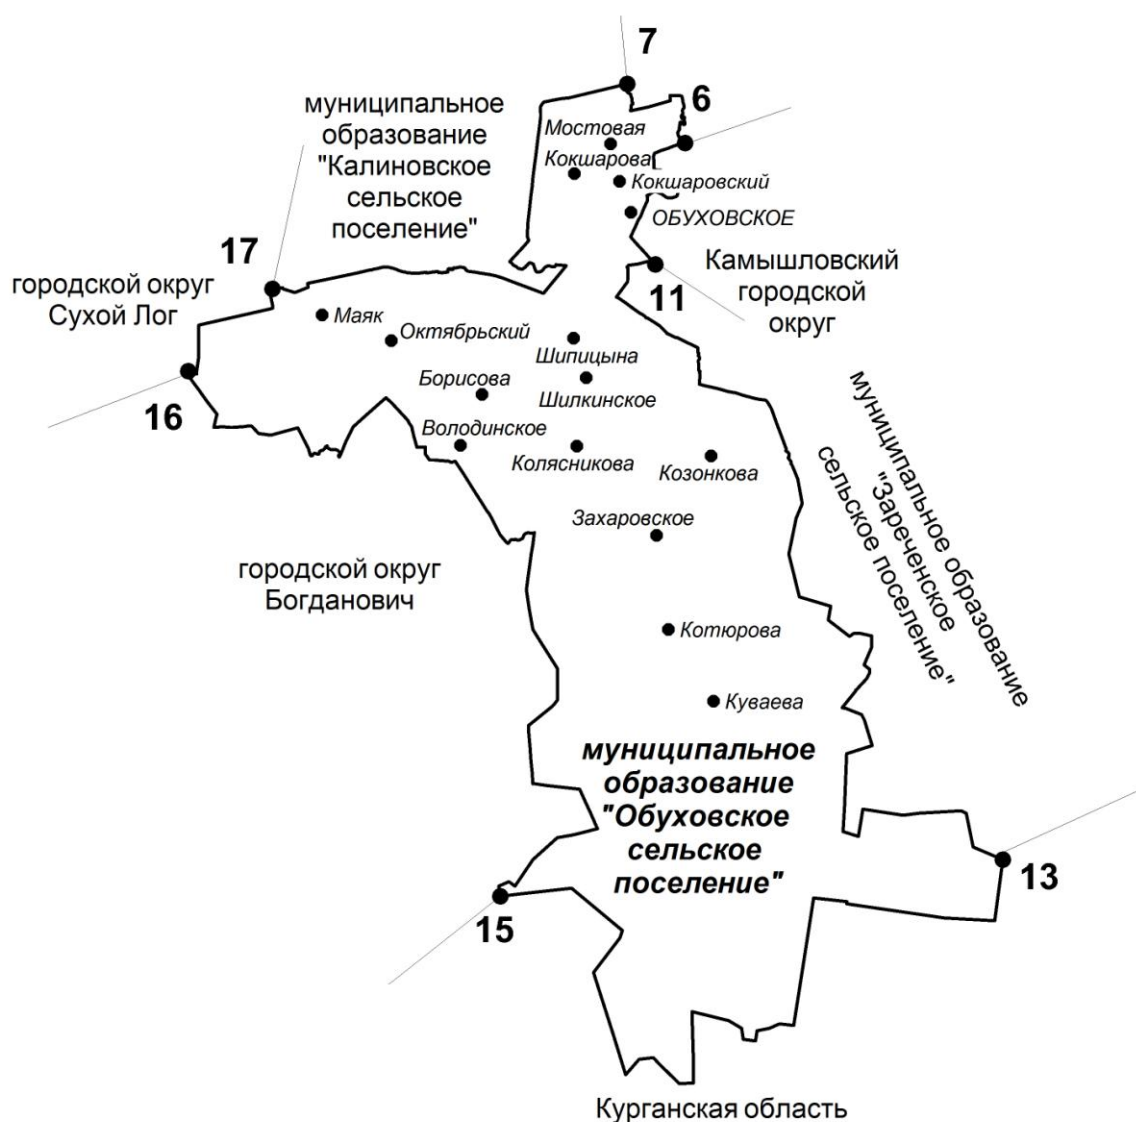 7
6
муниципальное
образование
"Калиновское
сельское
поселение"
Мостовая
Кокшарова
Кокшаровский
ОБУХОВСКОЕ
17
городской округ
Сухой Лог
11
Камышловский
городской
округ
Маяк
Октябрьский
Шипицына
Борисова
Шилкинское
16
Володинское
Колясникова
Козонкова
муниципальное образование
"Зареченское
сельское поселение"
Захаровское
городской округ
Богданович
Котюрова
Куваева
муниципальное
образование
"Обуховское
сельское
поселение"
13
15
Курганская область